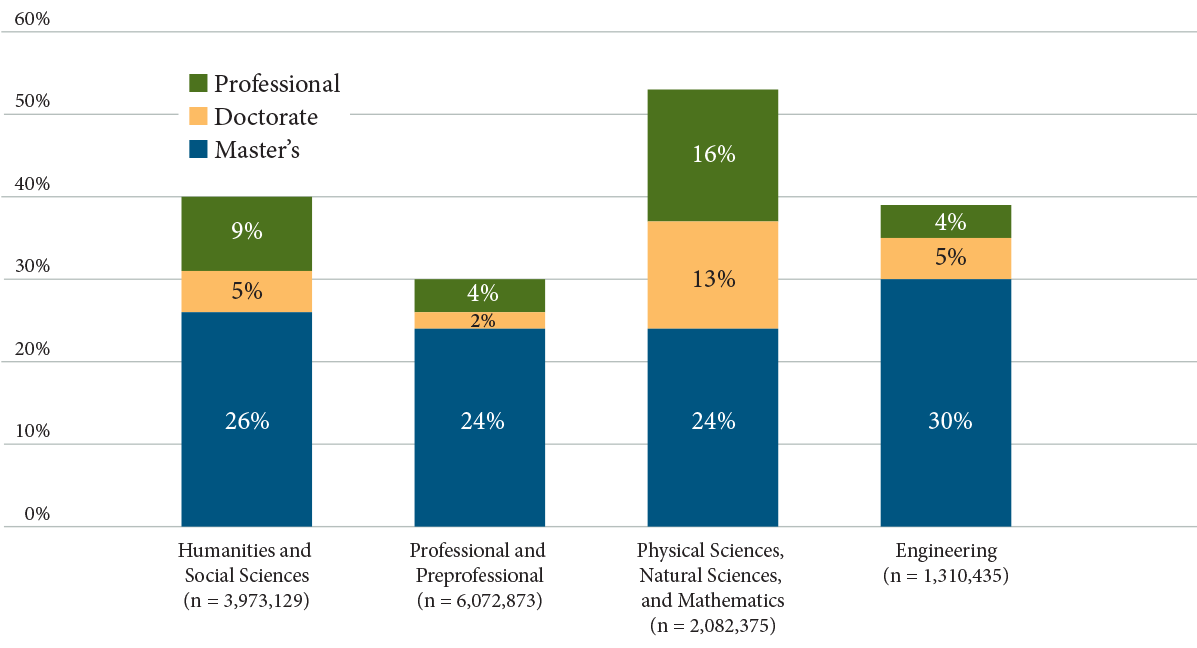 60%
50%
40%
30%
20%
10%
0%
Professional
Doctorate
Master’s
9%
5%
26%
4%
2%
24%
16%
13%
24%
4%
5%
30%
Humanities and
Social Sciences
(n = 3,973,129)
Professional and
Preprofessional
(n = 6,072,873)
Physical Sciences,
Natural Sciences,
and Mathematics
(n = 2,082,375)
Engineering
(n = 1,310,435)